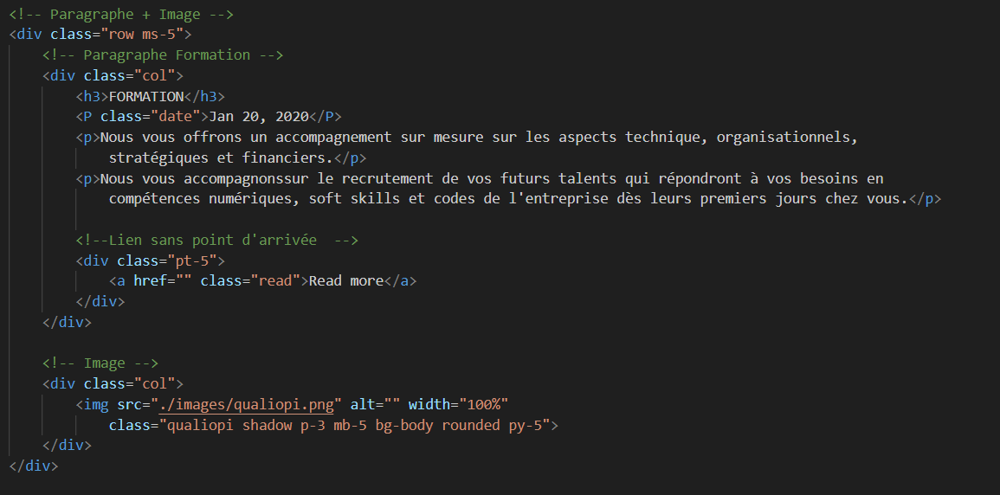 <!-- Paragraphe + Image -->
<div class="row ms-5">
    <!-- Paragraphe Formation -->
    <div class="col">
        <h3>FORMATION</h3>
        <P class="date">Jan 20, 2020</P>
        <p>Nous vous offrons un accompagnement sur mesure sur les aspects technique, organisationnels,
            stratégiques et financiers.</p>
        <p>Nous vous accompagnonssur le recrutement de vos futurs talents qui répondront à vos besoins en
            compétences numériques, soft skills et codes de l'entreprise dès leurs premiers jours chez vous.</p>

        <!--Lien sans point d'arrivée  -->
        <div class="pt-5">
            <a href="" class="read">Read more</a>
        </div>
    </div>

    <!-- Image -->
    <div class="col">
        <img src="./images/qualiopi.png" alt="" width="100%"
            class="qualiopi shadow p-3 mb-5 bg-body rounded py-5">
    </div>
</div>